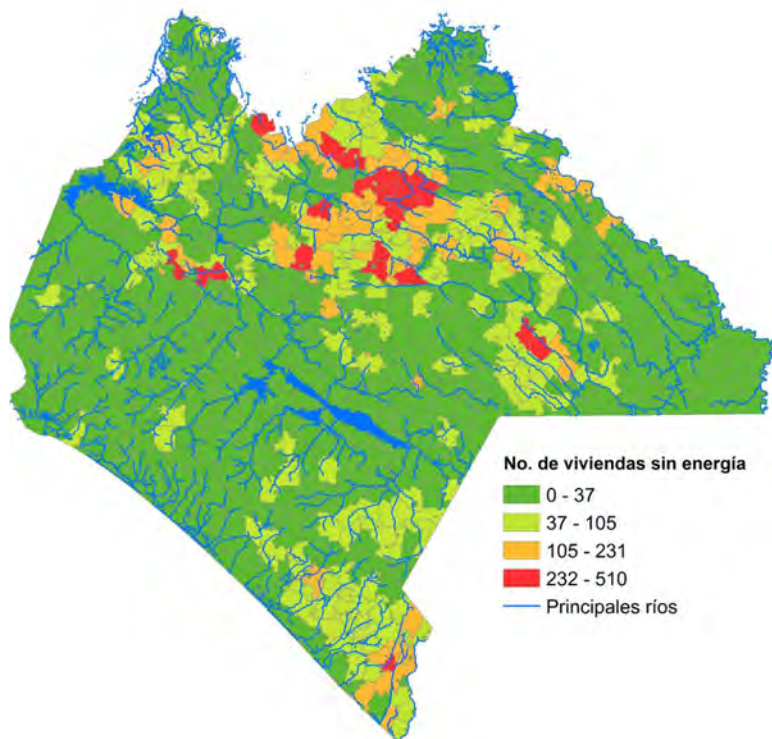 No. de viviendas sin energía
0 - 37
37 - 105
105 - 231
232 - 510
Principales ríos